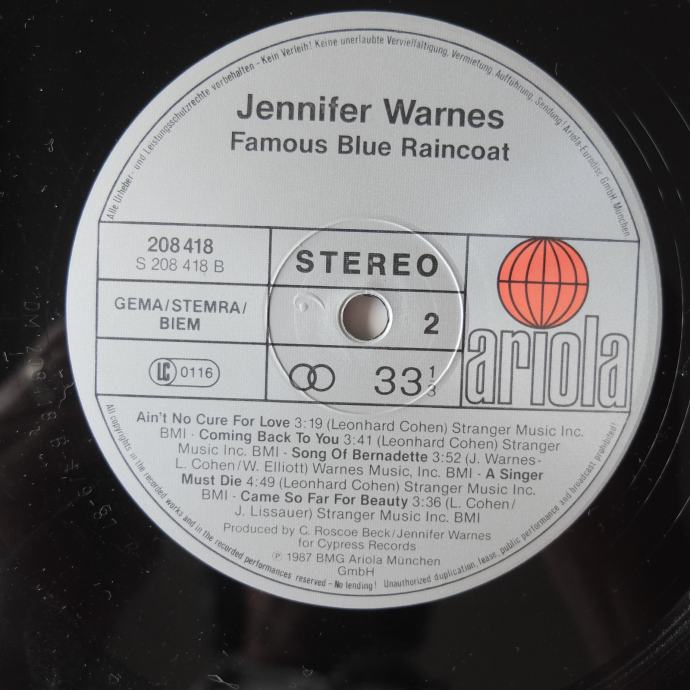 Alle Urheber- und Leistungsschutzrechte vorbehalten - Kein Verleih! Keine unerlaubte Vervielfältigung, Vermietung, Aufführung, Sendung! Ariola-Eurodisc GmbH, München
Jennifer Warnes
Famous Blue Raincoat
208 418
S 208 418 B
STEREO
GEMA/STEMRA/
BIEM
2
LC 0116
33 1/3
ariola
Ain't No Cure For Love 3:19 (Leonhard Cohen) Stranger Music Inc.
BMI - Coming Back To You 3:41 (Leonhard Cohen) Stranger
Music Inc. BMI - Song Of Bernadette 3:52 (J. Warnes-
L. Cohen/W. Elliott) Warnes Music, Inc. BMI - A Singer
Must Die 4:49 (Leonhard Cohen) Stranger Music Inc.
BMI - Came So Far For Beauty 3:36 (L. Cohen/
J. Lissauer) Stranger Music Inc. BMI
Produced by C. Roscoe Beck/Jennifer Warnes
for Cypress Records
℗ 1987 BMG Ariola München
GmbH
All copyrights in the recorded works and in the recorded performances reserved - No lending! Unauthorized duplication, lease, public performance and broadcast prohibited!